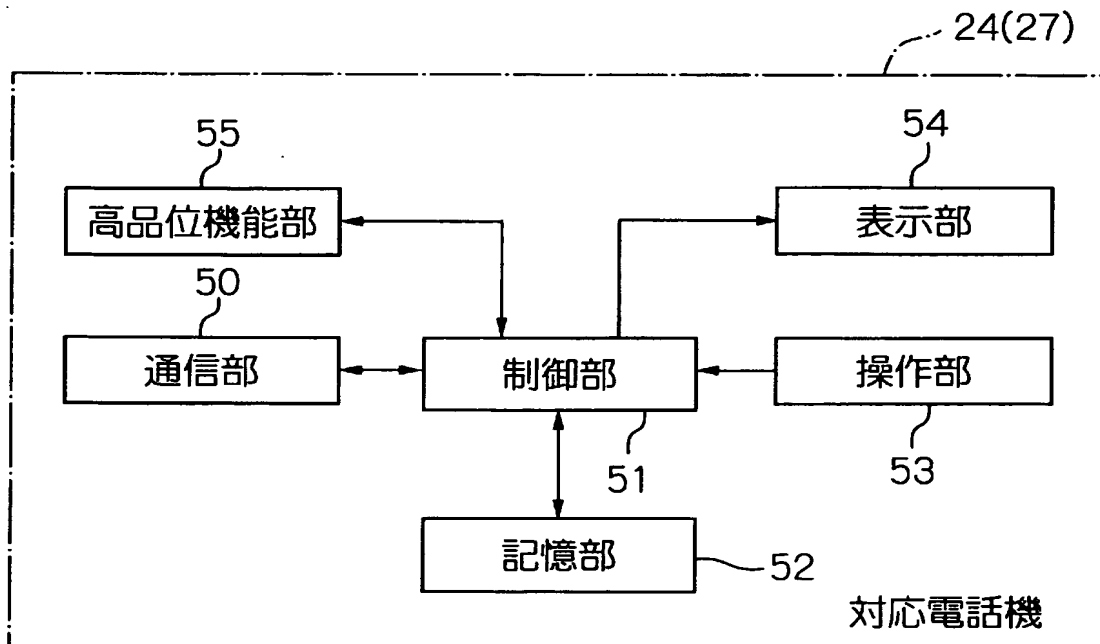 24(27)
55
54
高品位機能部
表示部
50
通信部
制御部
操作部
51
53
記憶部
52
対応電話機